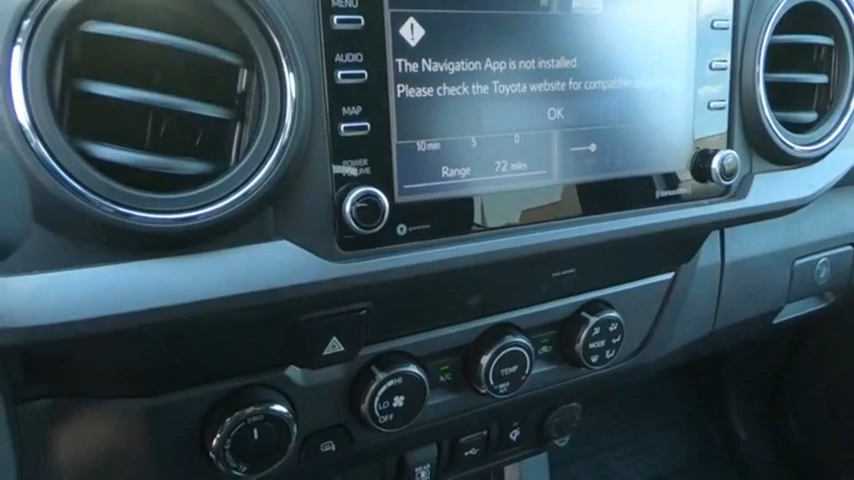 MENU
AUDIO
MAP
POWER
VOLUME
The Navigation App is not installed
Please check the Toyota website for
OK
10 min 5 0
Range 72 miles
HI
LO
OFF
A/C
TEMP
MODE
REAR